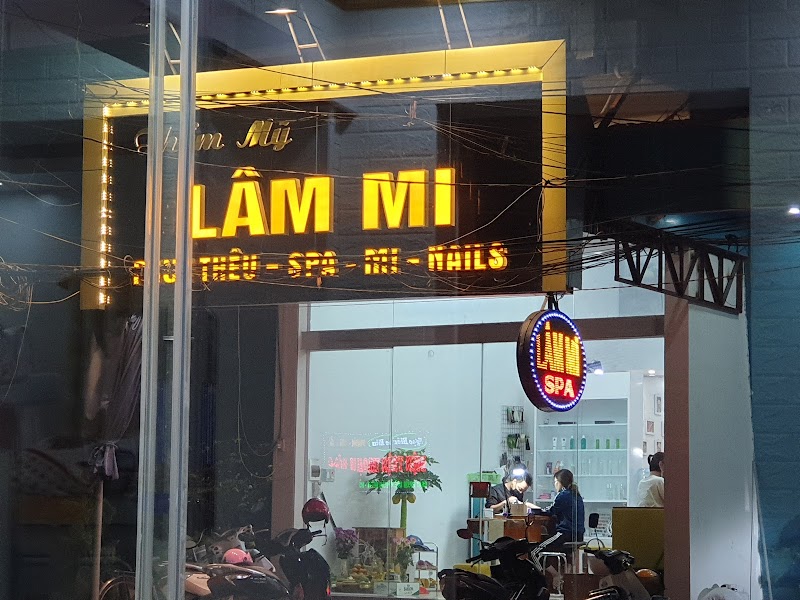 Thẩm Mỹ
LÂM MI
THÊU - SPA - MI - NAILS
LÂM MI
SPA